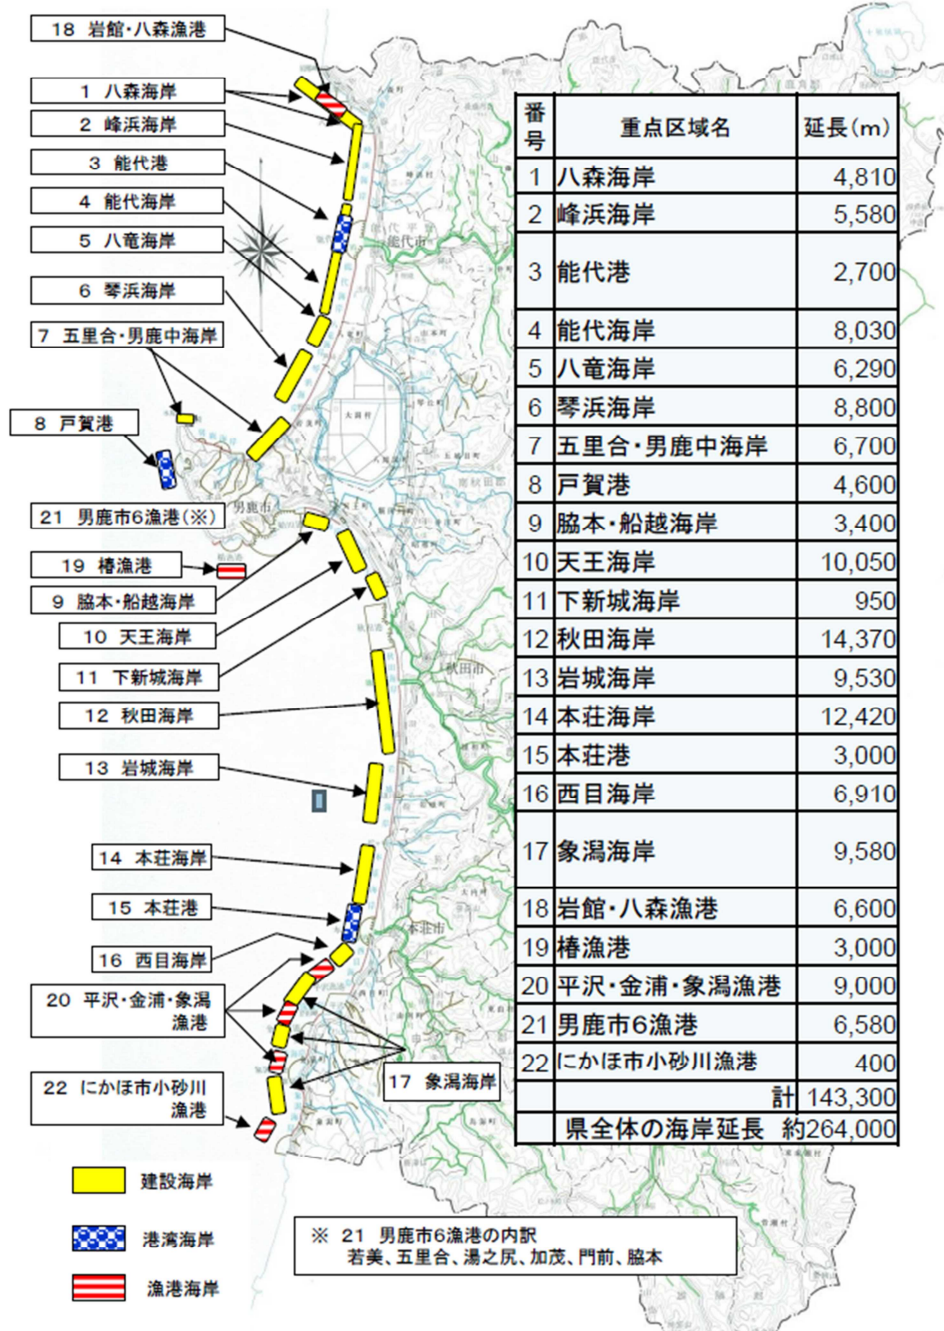 18 岩館・八森漁港
1 八森海岸
2 峰浜海岸
3 能代港
4 能代海岸
5 八竜海岸
6 琴浜海岸
7 五里合・男鹿中海岸
8 戸賀港
21 男鹿市6漁港(※)
19 椿漁港
9 脇本・船越海岸
10 天王海岸
11 下新城海岸
12 秋田海岸
13 岩城海岸
14 本荘海岸
15 本荘港
16 西目海岸
20 平沢・金浦・象潟
漁港
17 象潟海岸
22 にかほ市小砂川
漁港
能代市
男鹿市
秋田市
本荘市
大潟村
番号 重点区域名 延長(m)
1 八森海岸 4,810
2 峰浜海岸 5,580
3 能代港 2,700
4 能代海岸 8,030
5 八竜海岸 6,290
6 琴浜海岸 8,800
7 五里合・男鹿中海岸 6,700
8 戸賀港 4,600
9 脇本・船越海岸 3,400
10 天王海岸 10,050
11 下新城海岸 950
12 秋田海岸 14,370
13 岩城海岸 9,530
14 本荘海岸 12,420
15 本荘港 3,000
16 西目海岸 6,910
17 象潟海岸 9,580
18 岩館・八森漁港 6,600
19 椿漁港 3,000
20 平沢・金浦・象潟漁港 9,000
21 男鹿市6漁港 6,580
22 にかほ市小砂川漁港 400
計 143,300
県全体の海岸延長 約264,000
建設海岸
港湾海岸
漁港海岸
※ 21 男鹿市6漁港の内訳
若美、五里合、湯之尻、加茂、門前、脇本